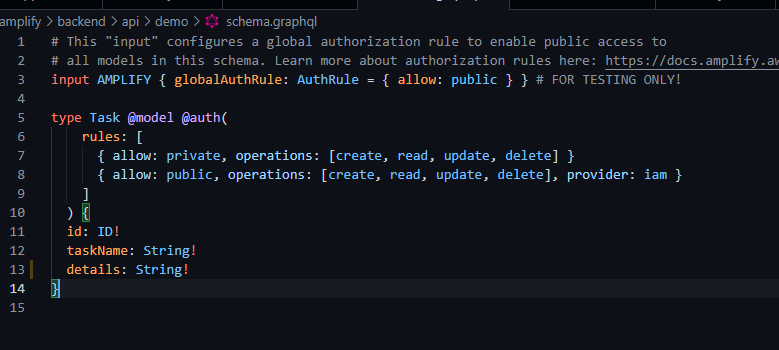 amplify > backend > api > demo > schema.graphql
1 # This "input" configures a global authorization rule to enable public access to
2 # all models in this schema. Learn more about authorization rules here: https://docs.amplify.aw
3 input AMPLIFY { globalAuthRule: AuthRule = { allow: public } } # FOR TESTING ONLY!
4
5 type Task @model @auth(
6 rules: [
7 { allow: private, operations: [create, read, update, delete] }
8 { allow: public, operations: [create, read, update, delete], provider: iam }
9 ]
10 ) {
11 id: ID!
12 taskName: String!
13 details: String!
14 }
15